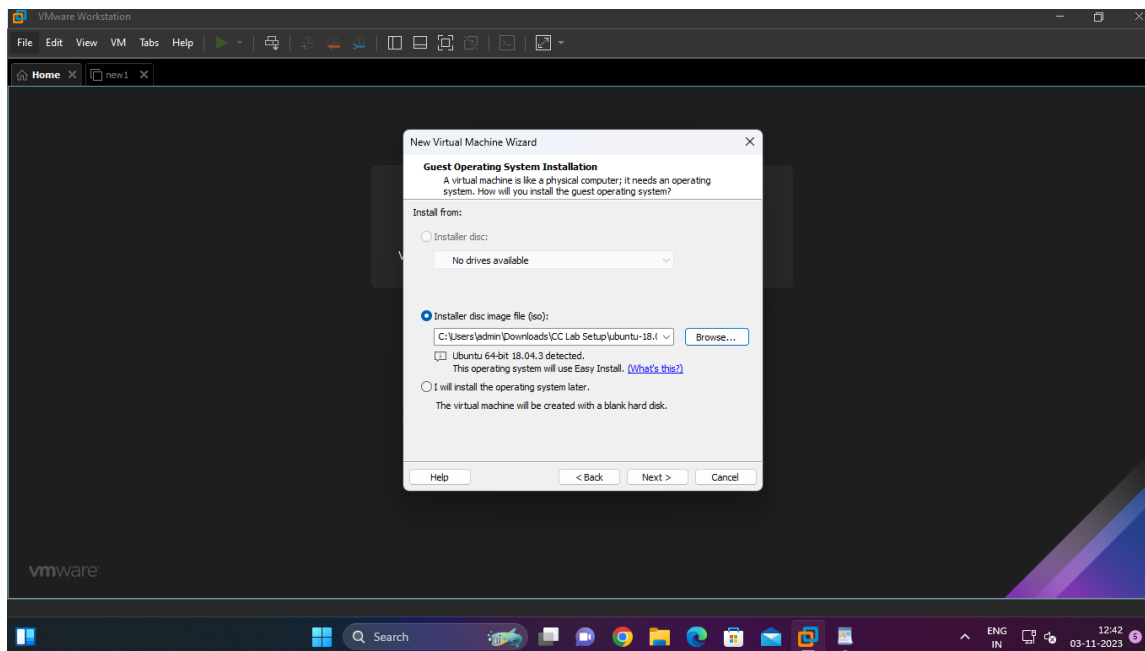 VMware Workstation
File Edit View VM Tabs Help
Home
new1
New Virtual Machine Wizard
Guest Operating System Installation
A virtual machine is like a physical computer; it needs an operating
system. How will you install the guest operating system?
Install from:
Installer disc:
No drives available
Installer disc image file (iso):
C:\Users\admin\Downloads\CC Lab Setup\ubuntu-18.(
Browse...
Ubuntu 64-bit 18.04.3 detected.
This operating system will use Easy Install. (What's this?)
I will install the operating system later.
The virtual machine will be created with a blank hard disk.
Help < Back Next > Cancel
vmware
Search
ENG
IN
12:42
03-11-2023
5